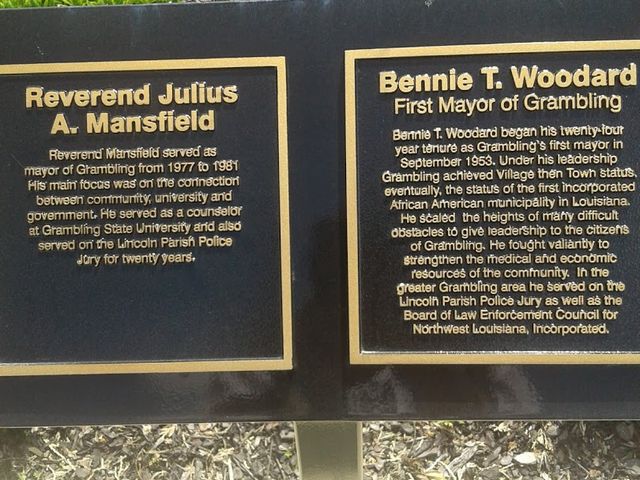 Reverend Julius
A. Mansfield
Reverend Mansfield served as
mayor of Grambling from 1977 to 1981
His main focus was on the connection
between community, university and
government. He served as a counselor
at Grambling State University and also
served on the Lincoln Parish Police
Jury for twenty years.
Bennie T. Woodard
First Mayor of Grambling
Bennie T. Woodard began his twenty-four
year tenure as Grambling's first mayor in
September 1953. Under his leadership
Grambling achieved Village then Town status,
eventually, the status of the first incorporated
African American municipality in Louisiana.
He scaled the heights of many difficult
obstacles to give leadership to the citizens
of Grambling. He fought valiantly to
strengthen the medical and economic
resources of the community. In the
greater Grambling area he served on the
Lincoln Parish Police Jury as well as the
Board of Law Enforcement Council for
Northwest Louisiana, Incorporated.